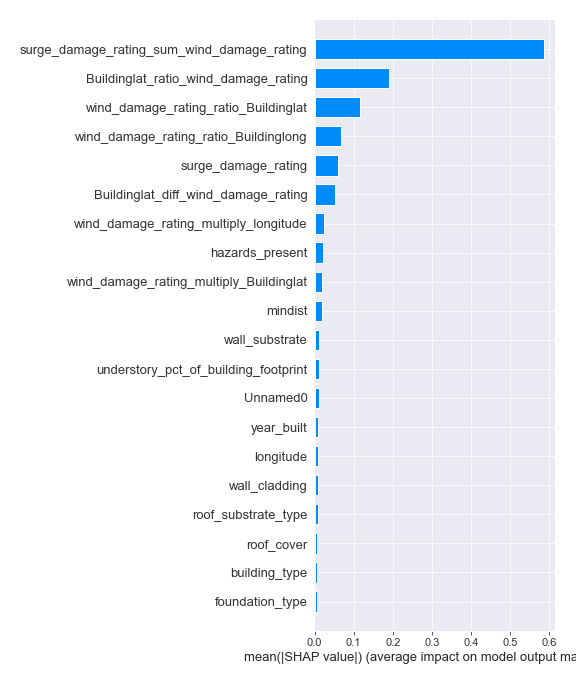 surge_damage_rating_sum_wind_damage_rating
Buildinglat_ratio_wind_damage_rating
wind_damage_rating_ratio_Buildinglat
wind_damage_rating_ratio_Buildinglong
surge_damage_rating
Buildinglat_diff_wind_damage_rating
wind_damage_rating_multiply_longitude
hazards_present
wind_damage_rating_multiply_Buildinglat
mindist
wall_substrate
understory_pct_of_building_footprint
Unnamed0
year_built
longitude
wall_cladding
roof_substrate_type
roof_cover
building_type
foundation_type
0.0 0.1 0.2 0.3 0.4 0.5 0.6
mean(|SHAP value|) (average impact on model output ma